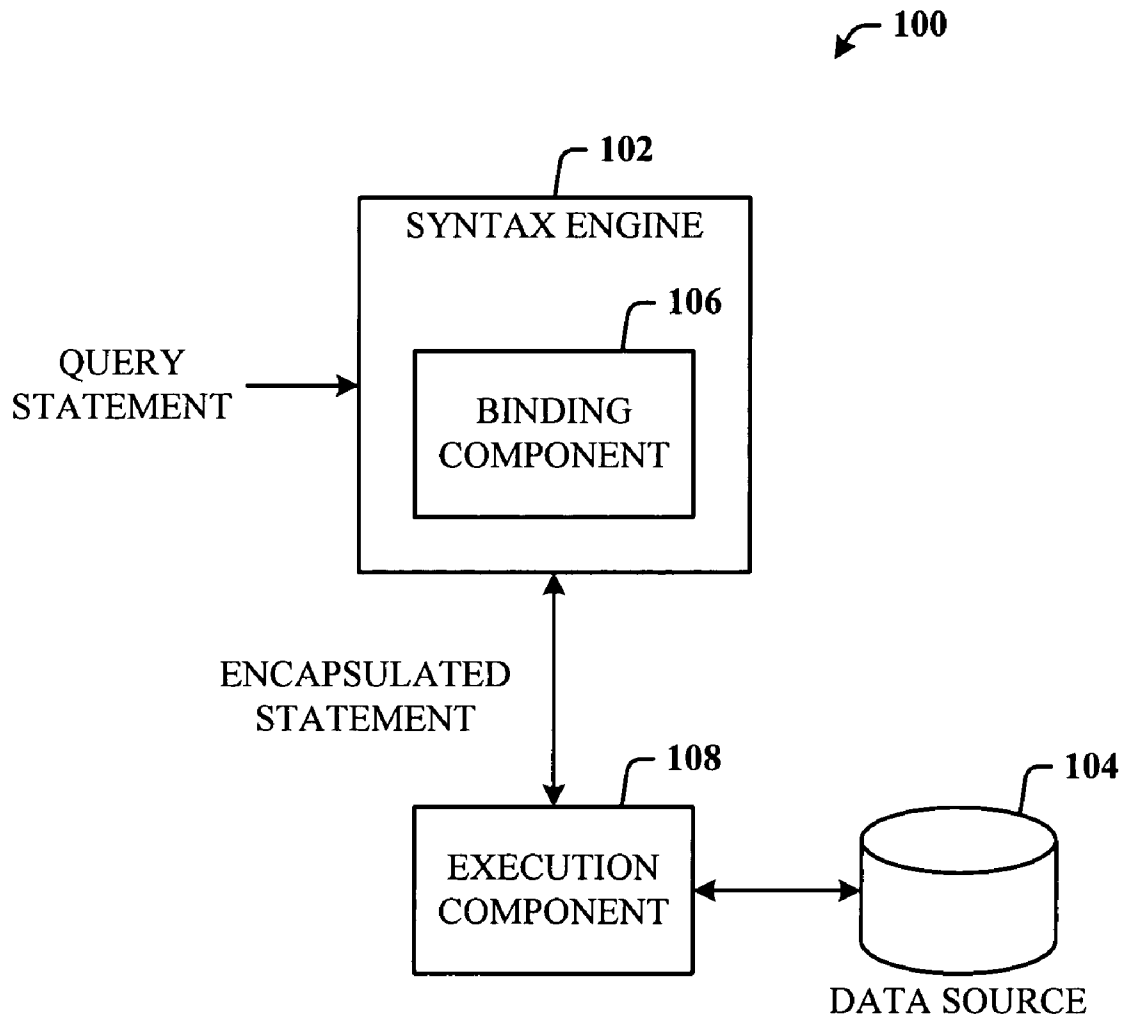 100
102
SYNTAX ENGINE
106
QUERY
STATEMENT
BINDING
COMPONENT
ENCAPSULATED
STATEMENT
108
104
EXECUTION
COMPONENT
DATA SOURCE